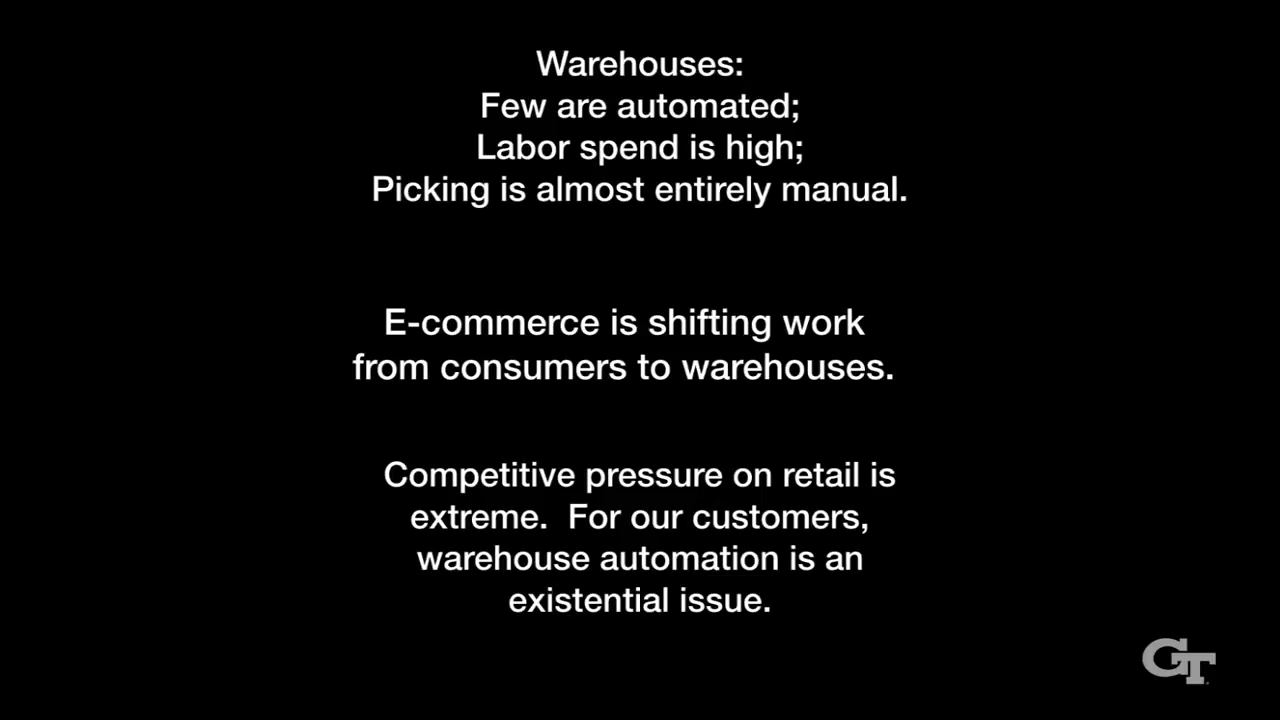 Warehouses:
Few are automated;
Labor spend is high;
Picking is almost entirely manual.
E-commerce is shifting work
from consumers to warehouses.
Competitive pressure on retail is
extreme.  For our customers,
warehouse automation is an
existential issue.
GT